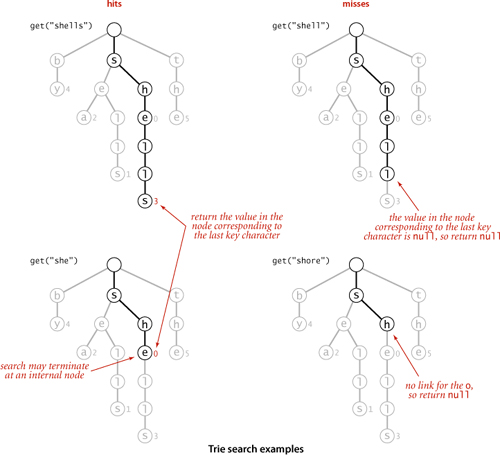 hits
misses
get("shells")
s
b
h
t
y 4
e
h
a 2
l
e 0
e 5
l
l
s 1
l
s 3
get("shell")
s
b
h
t
y 4
e
h
a 2
l
e 0
e 5
l
l
s 1
l
s 3
return the value in the
node corresponding to
the last key character
the value in the node
corresponding to the last key
character is null, so return null
get("she")
s
b
h
t
y 4
e
h
a 2
l
e 0
e 5
l
l
s 1
l
s 3
search may terminate
at an internal node
get("shore")
s
b
h
t
y 4
e
h
a 2
l
e 0
e 5
l
l
s 1
l
s 3
no link for the o,
so return null
Trie search examples